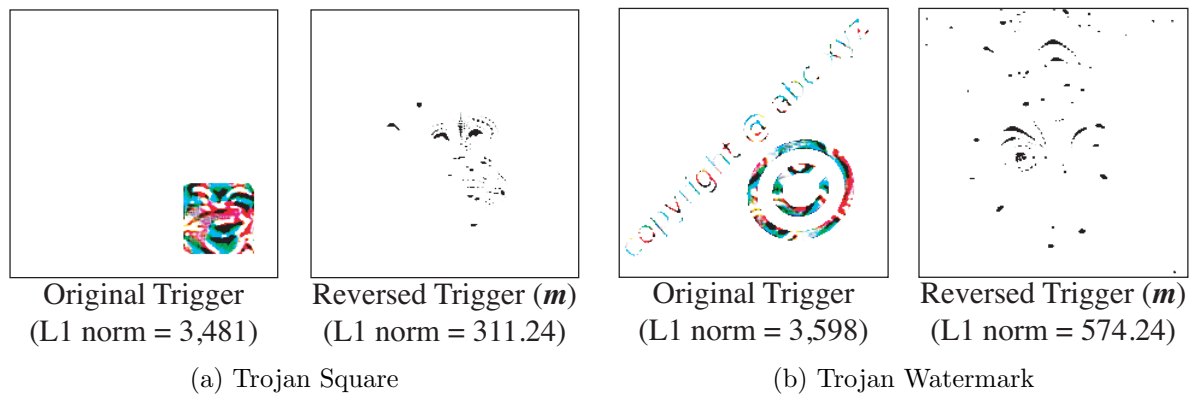 copyright @ abc xyz
Original Trigger
(L1 norm = 3,481)
Reversed Trigger (m)
(L1 norm = 311.24)
(a) Trojan Square
Original Trigger
(L1 norm = 3,598)
Reversed Trigger (m)
(L1 norm = 574.24)
(b) Trojan Watermark